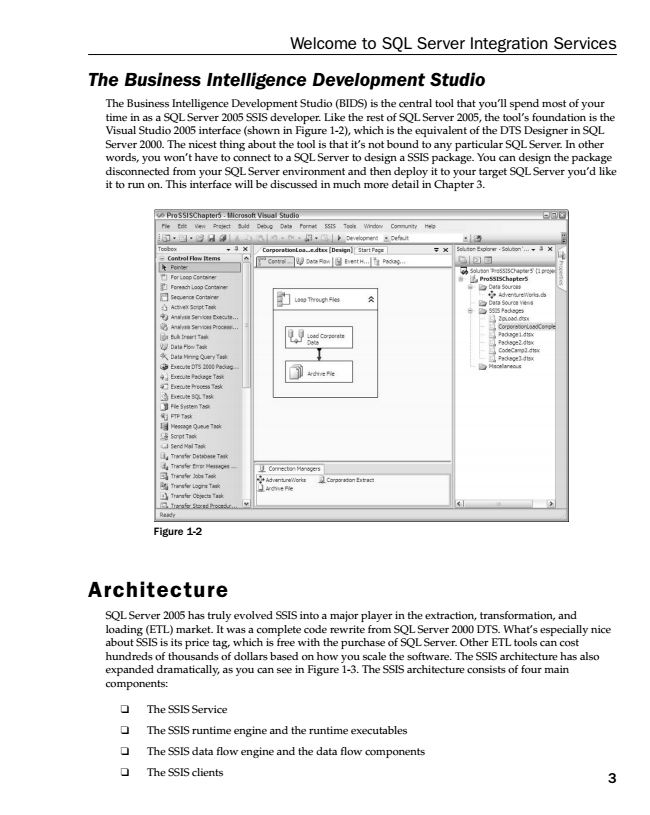 Welcome to SQL Server Integration Services
The Business Intelligence Development Studio
The Business Intelligence Development Studio (BIDS) is the central tool that you'll spend most of your
time in as a SQL Server 2005 SSIS developer. Like the rest of SQL Server 2005, the tool's foundation is the
Visual Studio 2005 interface (shown in Figure 1-2), which is the equivalent of the DTS Designer in SQL
Server 2000. The nicest thing about the tool is that it's not bound to any particular SQL Server. In other
words, you won't have to connect to a SQL Server to design a SSIS package. You can design the package
disconnected from your SQL Server environment and then deploy it to your target SQL Server you'd like
it to run on. This interface will be discussed in much more detail in Chapter 3.
ProSSISChapter5 - Microsoft Visual Studio
File Edit View Project Build Debug Data Format SSIS Tools Window Community Help
Development Default
Toolbox
Control Flow Items
Pointer
For Loop Container
Foreach Loop Container
Sequence Container
ActiveX Script Task
Analysis Services Execute...
Analysis Services Processi...
Bulk Insert Task
Data Flow Task
Data Mining Query Task
Execute DTS 2000 Packag...
Execute Package Task
Execute Process Task
Execute SQL Task
File System Task
FTP Task
Message Queue Task
Script Task
Send Mail Task
Transfer Database Task
Transfer Error Messages ...
Transfer Jobs Task
Transfer Logins Task
Transfer Objects Task
Transfer Stored Procedur...
CorporationLoa...e.dtsx [Design] Start Page
Control ... Data Flow Event H... Packag...
Loop Through Files
Load Corporate
Data
Archive File
Connection Managers
AdventureWorks Corporation Extract
Archive File
Solution Explorer - Solution '...
Solution 'ProSSISChapter5' (1 proje
ProSSISChapter5
Data Sources
AdventureWorks.ds
Data Source Views
SSIS Packages
ZipLoad.dtsx
CorporationLoadComple
Package1.dtsx
Package2.dtsx
CodeCamp2.dtsx
Package3.dtsx
Miscellaneous
Properties
Ready
Figure 1-2
Architecture
SQL Server 2005 has truly evolved SSIS into a major player in the extraction, transformation, and
loading (ETL) market. It was a complete code rewrite from SQL Server 2000 DTS. What's especially nice
about SSIS is its price tag, which is free with the purchase of SQL Server. Other ETL tools can cost
hundreds of thousands of dollars based on how you scale the software. The SSIS architecture has also
expanded dramatically, as you can see in Figure 1-3. The SSIS architecture consists of four main
components:
❑ The SSIS Service
❑ The SSIS runtime engine and the runtime executables
❑ The SSIS data flow engine and the data flow components
❑ The SSIS clients
3